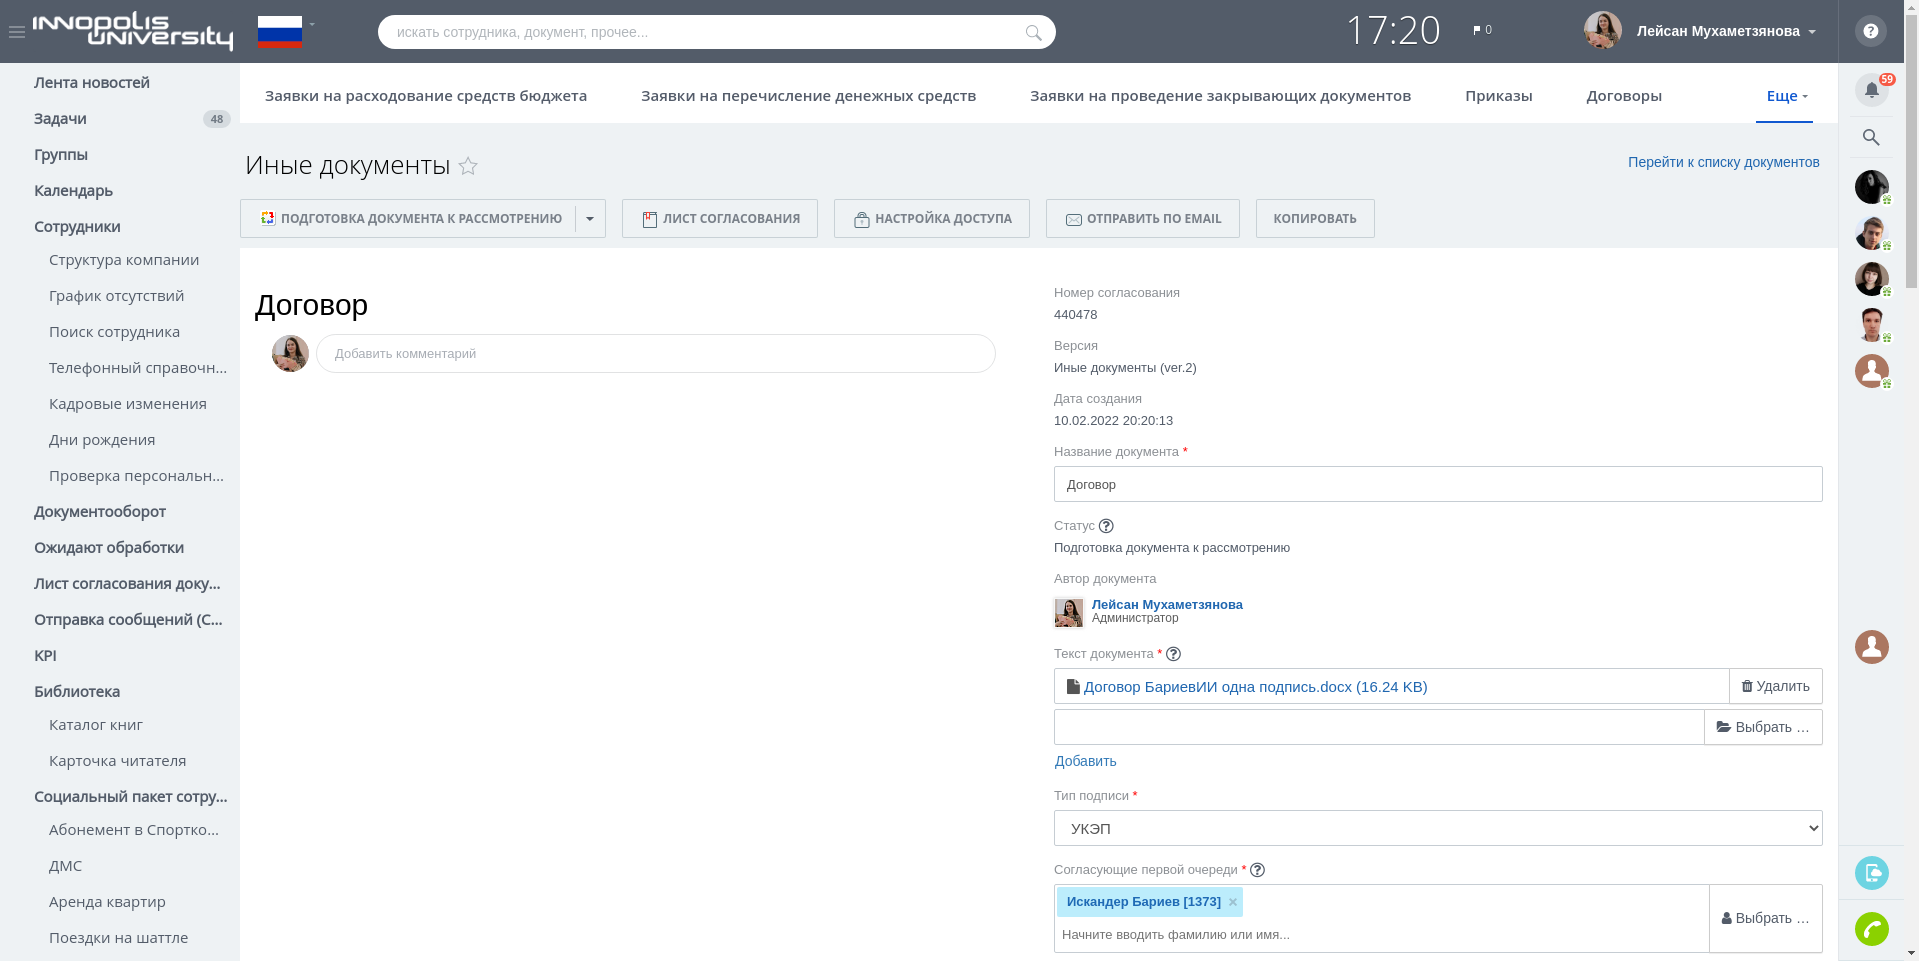 INNOPOLIS
UNIVERSITY
искать сотрудника, документ, прочее...
17:20
0
Лейсан Мухаметзянова
?
Лента новостей
Задачи
48
Группы
Календарь
Сотрудники
Структура компании
График отсутствий
Поиск сотрудника
Телефонный справочн...
Кадровые изменения
Дни рождения
Проверка персональн...
Документооборот
Ожидают обработки
Лист согласования доку...
Отправка сообщений (С...
KPI
Библиотека
Каталог книг
Карточка читателя
Социальный пакет сотру...
Абонемент в Спортко...
ДМС
Аренда квартир
Поездки на шаттле
Заявки на расходование средств бюджета
Заявки на перечисление денежных средств
Заявки на проведение закрывающих документов
Приказы
Договоры
Еще
59
Иные документы
Перейти к списку документов
ПОДГОТОВКА ДОКУМЕНТА К РАССМОТРЕНИЮ
ЛИСТ СОГЛАСОВАНИЯ
НАСТРОЙКА ДОСТУПА
ОТПРАВИТЬ ПО EMAIL
КОПИРОВАТЬ
Договор
Добавить комментарий
Номер согласования
440478
Версия
Иные документы (ver.2)
Дата создания
10.02.2022 20:20:13
Название документа *
Договор
Статус ?
Подготовка документа к рассмотрению
Автор документа
Лейсан Мухаметзянова
Администратор
Текст документа * ?
Договор БариевИИ одна подпись.docx (16.24 KB)
Удалить
Выбрать ...
Добавить
Тип подписи *
УКЭП
Согласующие первой очереди * ?
Искандер Бариев [1373] ×
Начните вводить фамилию или имя...
Выбрать ...